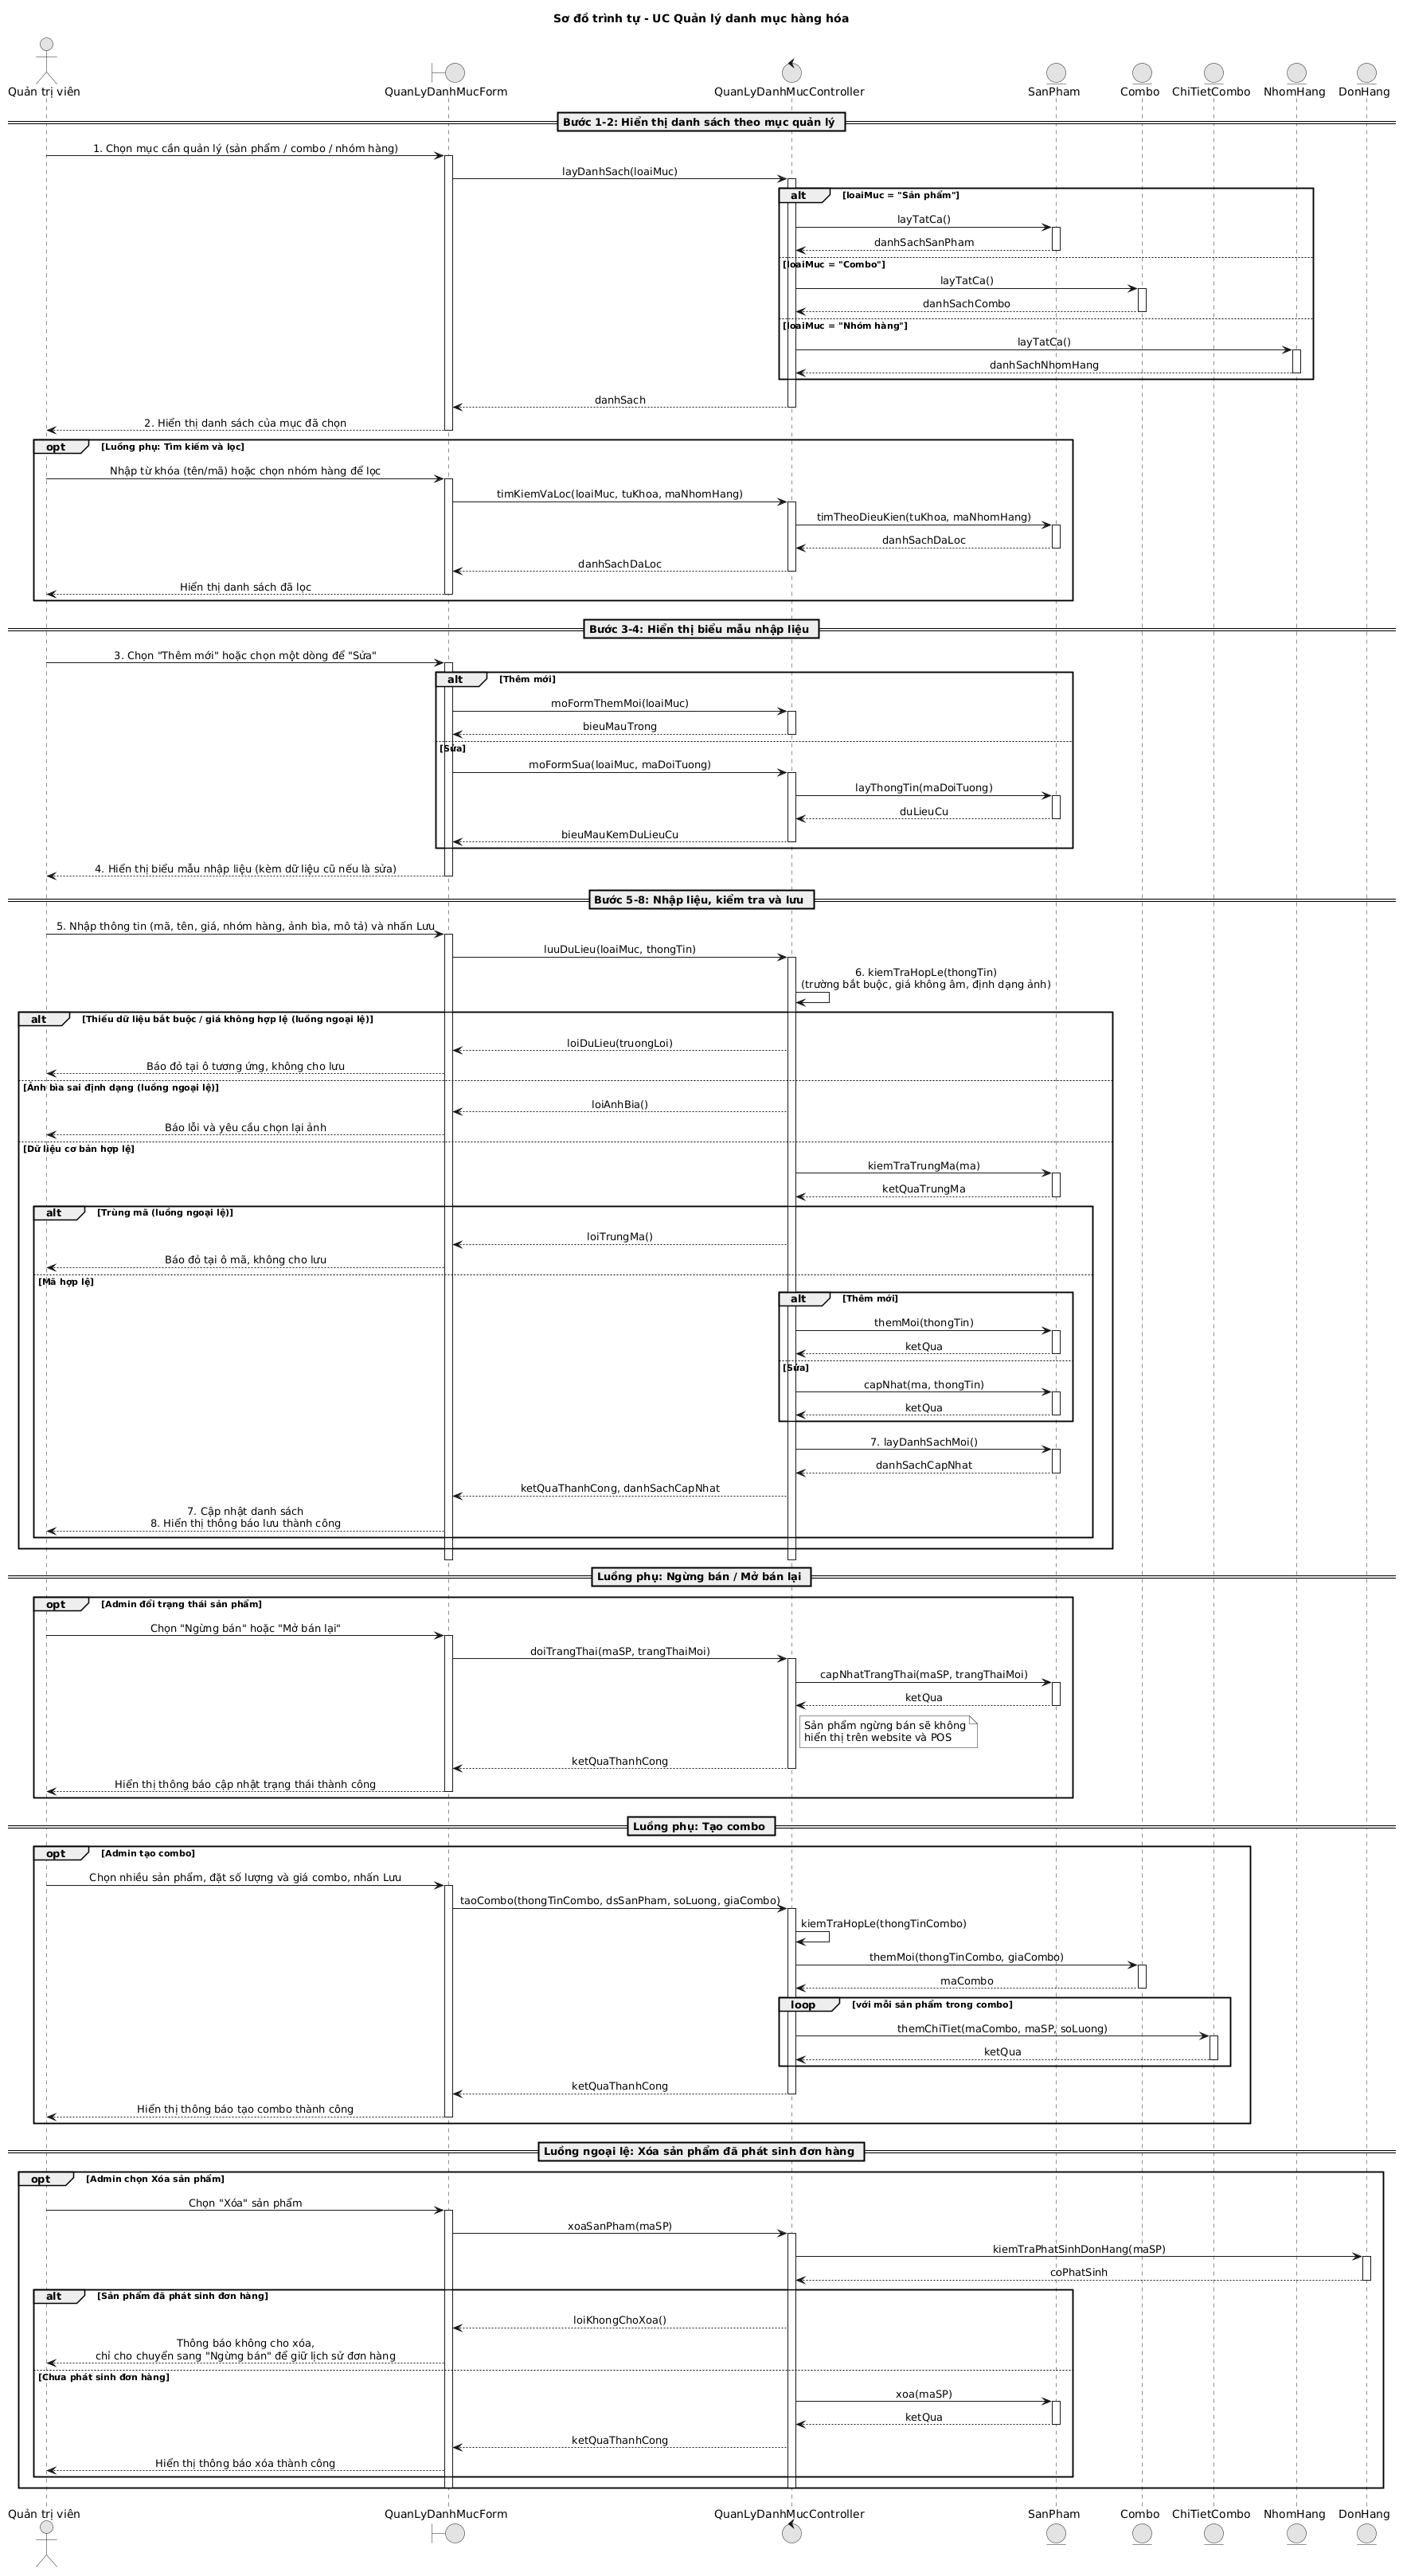 Sơ đồ trình tự - UC Quản lý danh mục hàng hóa
Quản trị viên
QuanLyDanhMucForm
QuanLyDanhMucController
SanPham
Combo
ChiTietCombo
NhomHang
DonHang
Bước 1-2: Hiển thị danh sách theo mục quản lý
1. Chọn mục cần quản lý (sản phẩm / combo / nhóm hàng)
layDanhSach(loaiMuc)
alt
[loaiMuc = "Sản phẩm"]
layTatCa()
danhSachSanPham
[loaiMuc = "Combo"]
layTatCa()
danhSachCombo
[loaiMuc = "Nhóm hàng"]
layTatCa()
danhSachNhomHang
danhSach
2. Hiển thị danh sách của mục đã chọn
opt
[Luồng phụ: Tìm kiếm và lọc]
Nhập từ khóa (tên/mã) hoặc chọn nhóm hàng để lọc
timKiemVaLoc(loaiMuc, tuKhoa, maNhomHang)
timTheoDieuKien(tuKhoa, maNhomHang)
danhSachDaLoc
danhSachDaLoc
Hiển thị danh sách đã lọc
Bước 3-4: Hiển thị biểu mẫu nhập liệu
3. Chọn "Thêm mới" hoặc chọn một dòng để "Sửa"
alt
[Thêm mới]
moFormThemMoi(loaiMuc)
bieuMauTrong
[Sửa]
moFormSua(loaiMuc, maDoiTuong)
layThongTin(maDoiTuong)
duLieuCu
bieuMauKemDuLieuCu
4. Hiển thị biểu mẫu nhập liệu (kèm dữ liệu cũ nếu là sửa)
Bước 5-8: Nhập liệu, kiểm tra và lưu
5. Nhập thông tin (mã, tên, giá, nhóm hàng, ảnh bìa, mô tả) và nhấn Lưu
luuDuLieu(loaiMuc, thongTin)
6. kiemTraHopLe(thongTin)
(trường bắt buộc, giá không âm, định dạng ảnh)
alt
[Thiếu dữ liệu bắt buộc / giá không hợp lệ (luồng ngoại lệ)]
loiDuLieu(truongLoi)
Báo đỏ tại ô tương ứng, không cho lưu
[Ảnh bìa sai định dạng (luồng ngoại lệ)]
loiAnhBia()
Báo lỗi và yêu cầu chọn lại ảnh
[Dữ liệu cơ bản hợp lệ]
kiemTraTrungMa(ma)
ketQuaTrungMa
alt
[Trùng mã (luồng ngoại lệ)]
loiTrungMa()
Báo đỏ tại ô mã, không cho lưu
[Mã hợp lệ]
alt
[Thêm mới]
themMoi(thongTin)
ketQua
[Sửa]
capNhat(ma, thongTin)
ketQua
7. layDanhSachMoi()
danhSachCapNhat
ketQuaThanhCong, danhSachCapNhat
7. Cập nhật danh sách
8. Hiển thị thông báo lưu thành công
Luồng phụ: Ngừng bán / Mở bán lại
opt
[Admin đổi trạng thái sản phẩm]
Chọn "Ngừng bán" hoặc "Mở bán lại"
doiTrangThai(maSP, trangThaiMoi)
capNhatTrangThai(maSP, trangThaiMoi)
ketQua
Sản phẩm ngừng bán sẽ không
hiển thị trên website và POS
ketQuaThanhCong
Hiển thị thông báo cập nhật trạng thái thành công
Luồng phụ: Tạo combo
opt
[Admin tạo combo]
Chọn nhiều sản phẩm, đặt số lượng và giá combo, nhấn Lưu
taoCombo(thongTinCombo, dsSanPham, soLuong, giaCombo)
kiemTraHopLe(thongTinCombo)
themMoi(thongTinCombo, giaCombo)
maCombo
loop
[với mỗi sản phẩm trong combo]
themChiTiet(maCombo, maSP, soLuong)
ketQua
ketQuaThanhCong
Hiển thị thông báo tạo combo thành công
Luồng ngoại lệ: Xóa sản phẩm đã phát sinh đơn hàng
opt
[Admin chọn Xóa sản phẩm]
Chọn "Xóa" sản phẩm
xoaSanPham(maSP)
kiemTraPhatSinhDonHang(maSP)
coPhatSinh
alt
[Sản phẩm đã phát sinh đơn hàng]
loiKhongChoXoa()
Thông báo không cho xóa,
chỉ cho chuyển sang "Ngừng bán" để giữ lịch sử đơn hàng
[Chưa phát sinh đơn hàng]
xoa(maSP)
ketQua
ketQuaThanhCong
Hiển thị thông báo xóa thành công
Quản trị viên
QuanLyDanhMucForm
QuanLyDanhMucController
SanPham
Combo
ChiTietCombo
NhomHang
DonHang